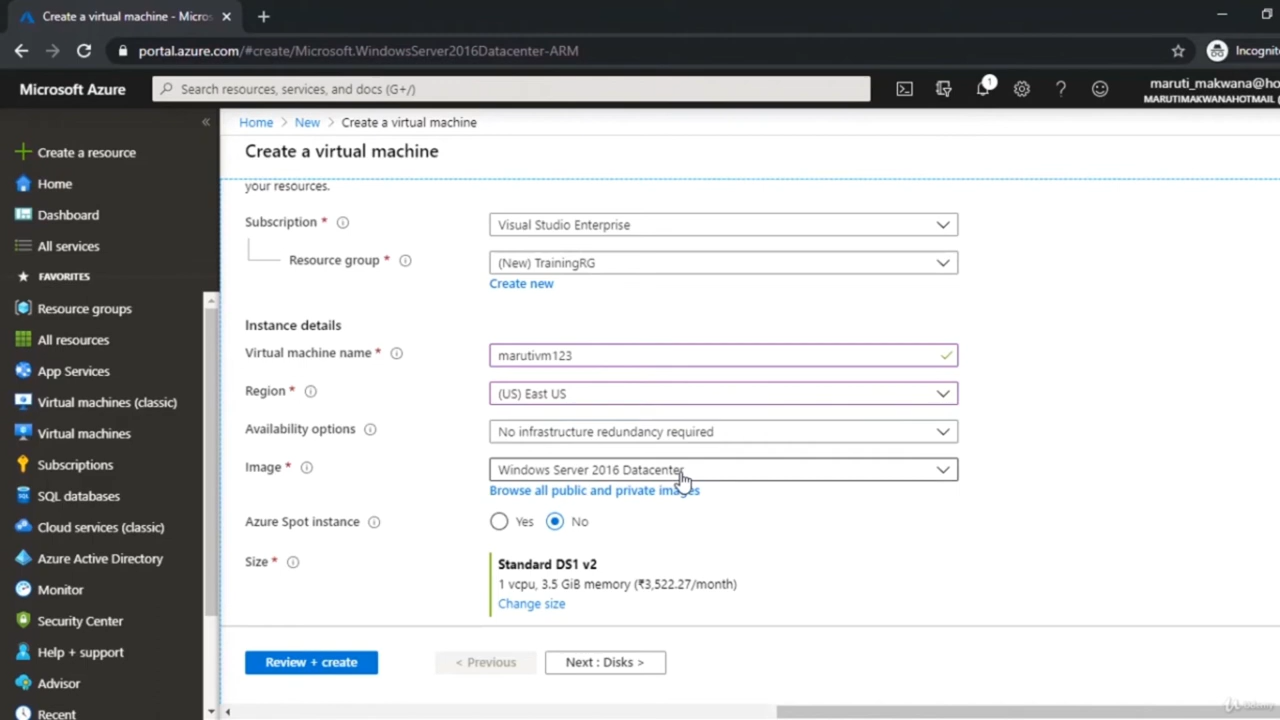 Create a virtual machine - Micros
portal.azure.com/#create/Microsoft.WindowsServer2016Datacenter-ARM
Incognito
Microsoft Azure
Search resources, services, and docs (G+/)
1
maruti_makwana@ho
MARUTIMAKWANAHOTMAIL (
Create a resource
Home
Dashboard
All services
FAVORITES
Resource groups
All resources
App Services
Virtual machines (classic)
Virtual machines
Subscriptions
SQL databases
Cloud services (classic)
Azure Active Directory
Monitor
Security Center
Help + support
Advisor
Recent
Home > New > Create a virtual machine
Create a virtual machine
your resources.
Subscription * Visual Studio Enterprise
Resource group * (New) TrainingRG
Create new
Instance details
Virtual machine name * marutivm123
Region * (US) East US
Availability options No infrastructure redundancy required
Image * Windows Server 2016 Datacenter
Browse all public and private images
Azure Spot instance Yes No
Size * Standard DS1 v2
1 vcpu, 3.5 GiB memory (₹3,522.27/month)
Change size
Review + create
< Previous
Next : Disks >
Udemy